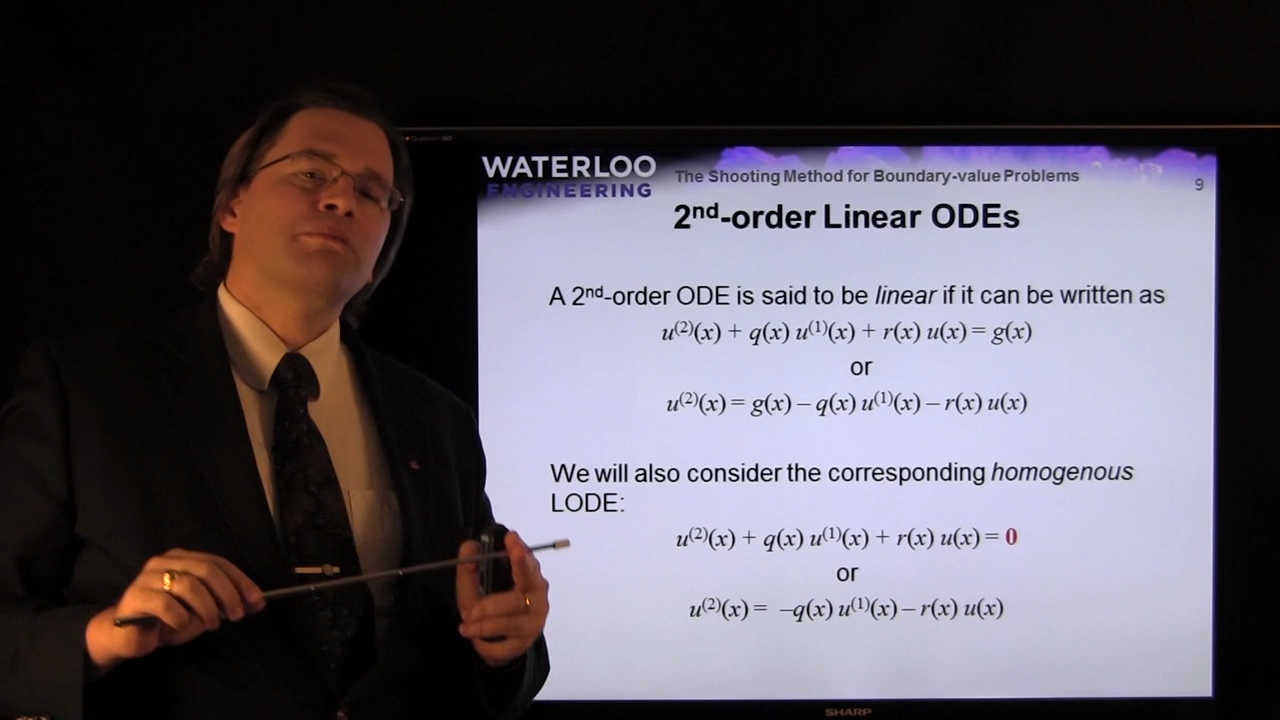 WATERLOO
ENGINEERING
The Shooting Method for Boundary-value Problems
9
2nd-order Linear ODEs
A 2nd-order ODE is said to be linear if it can be written as
u(2)(x) + q(x) u(1)(x) + r(x) u(x) = g(x)
or
u(2)(x) = g(x) – q(x) u(1)(x) – r(x) u(x)
We will also consider the corresponding homogenous
LODE:
u(2)(x) + q(x) u(1)(x) + r(x) u(x) = 0
or
u(2)(x) = –q(x) u(1)(x) – r(x) u(x)
SHARP